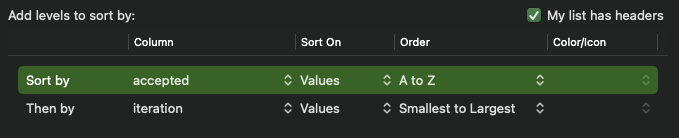 Add levels to sort by: My list has headers
Column Sort On Order Color/Icon
Sort by accepted Values A to Z
Then by iteration Values Smallest to Largest